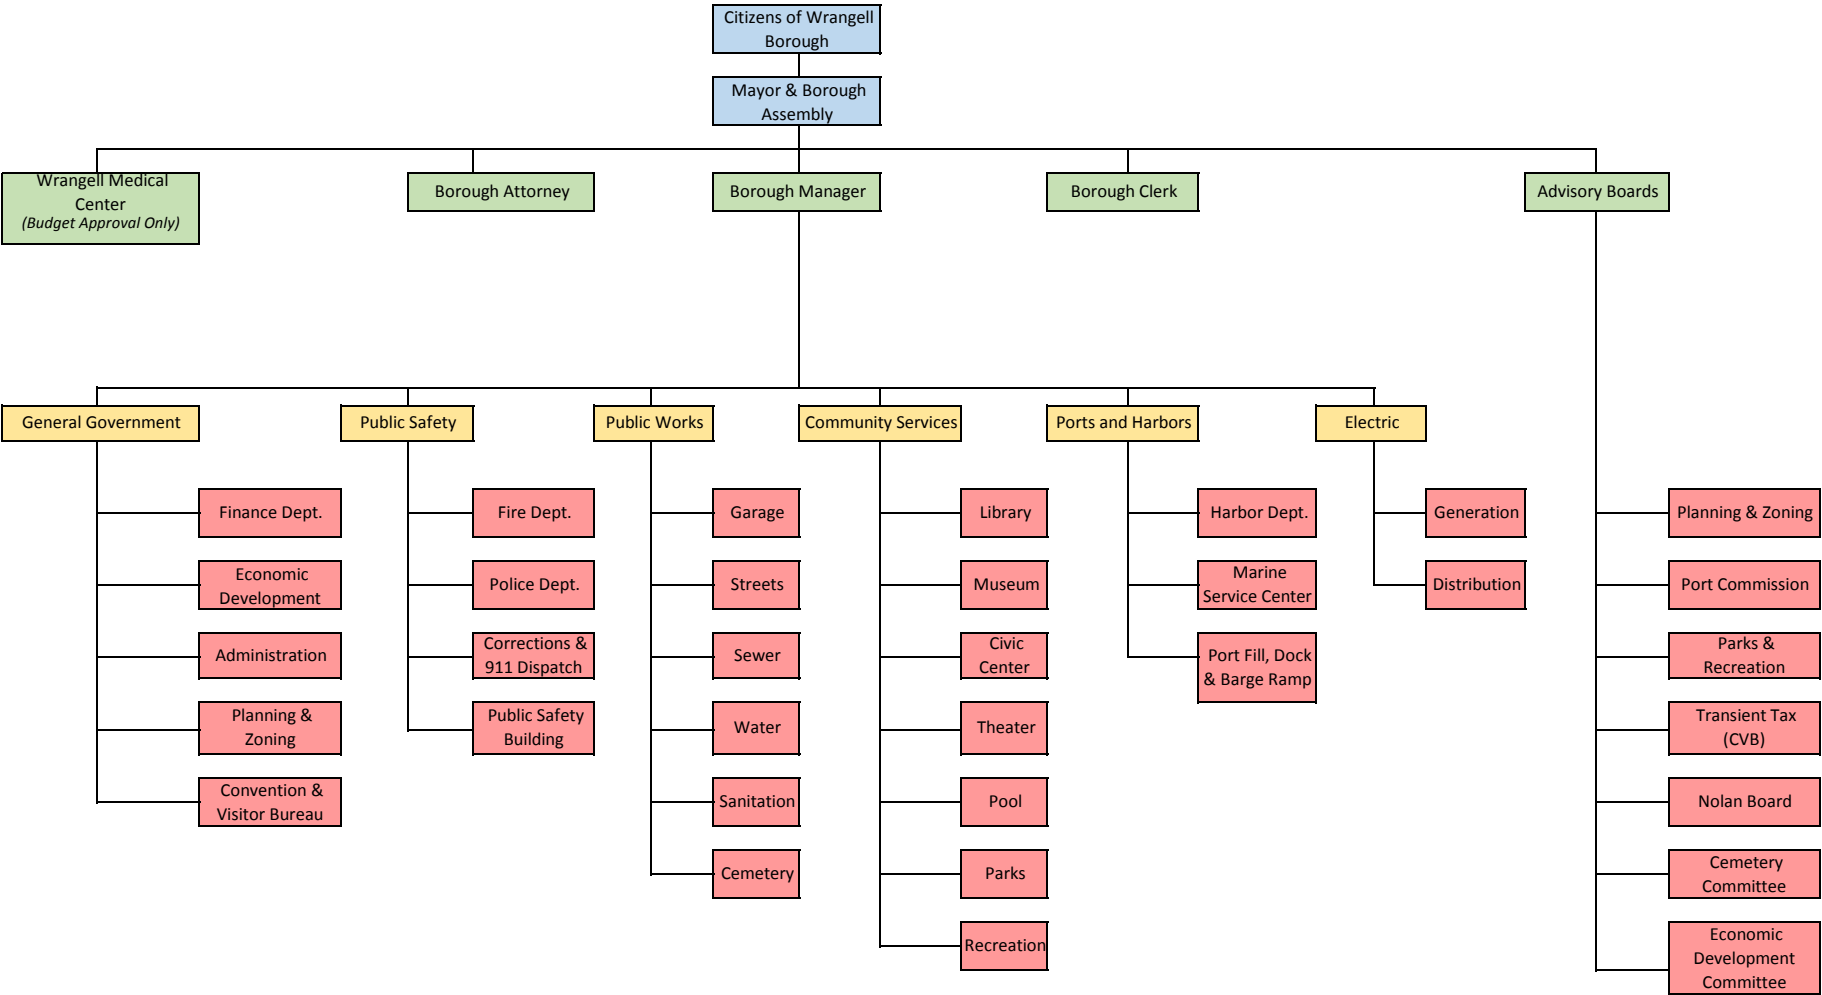 Citizens of Wrangell
Borough
Mayor & Borough
Assembly
Wrangell Medical
Center
(Budget Approval Only)
Borough Attorney
Borough Manager
Borough Clerk
Advisory Boards
General Government
Public Safety
Public Works
Community Services
Ports and Harbors
Electric
Finance Dept.
Economic
Development
Administration
Planning &
Zoning
Convention &
Visitor Bureau
Fire Dept.
Police Dept.
Corrections &
911 Dispatch
Public Safety
Building
Garage
Streets
Sewer
Water
Sanitation
Cemetery
Library
Museum
Civic
Center
Theater
Pool
Parks
Recreation
Harbor Dept.
Marine
Service Center
Port Fill, Dock
& Barge Ramp
Generation
Distribution
Planning & Zoning
Port Commission
Parks &
Recreation
Transient Tax
(CVB)
Nolan Board
Cemetery
Committee
Economic
Development
Committee